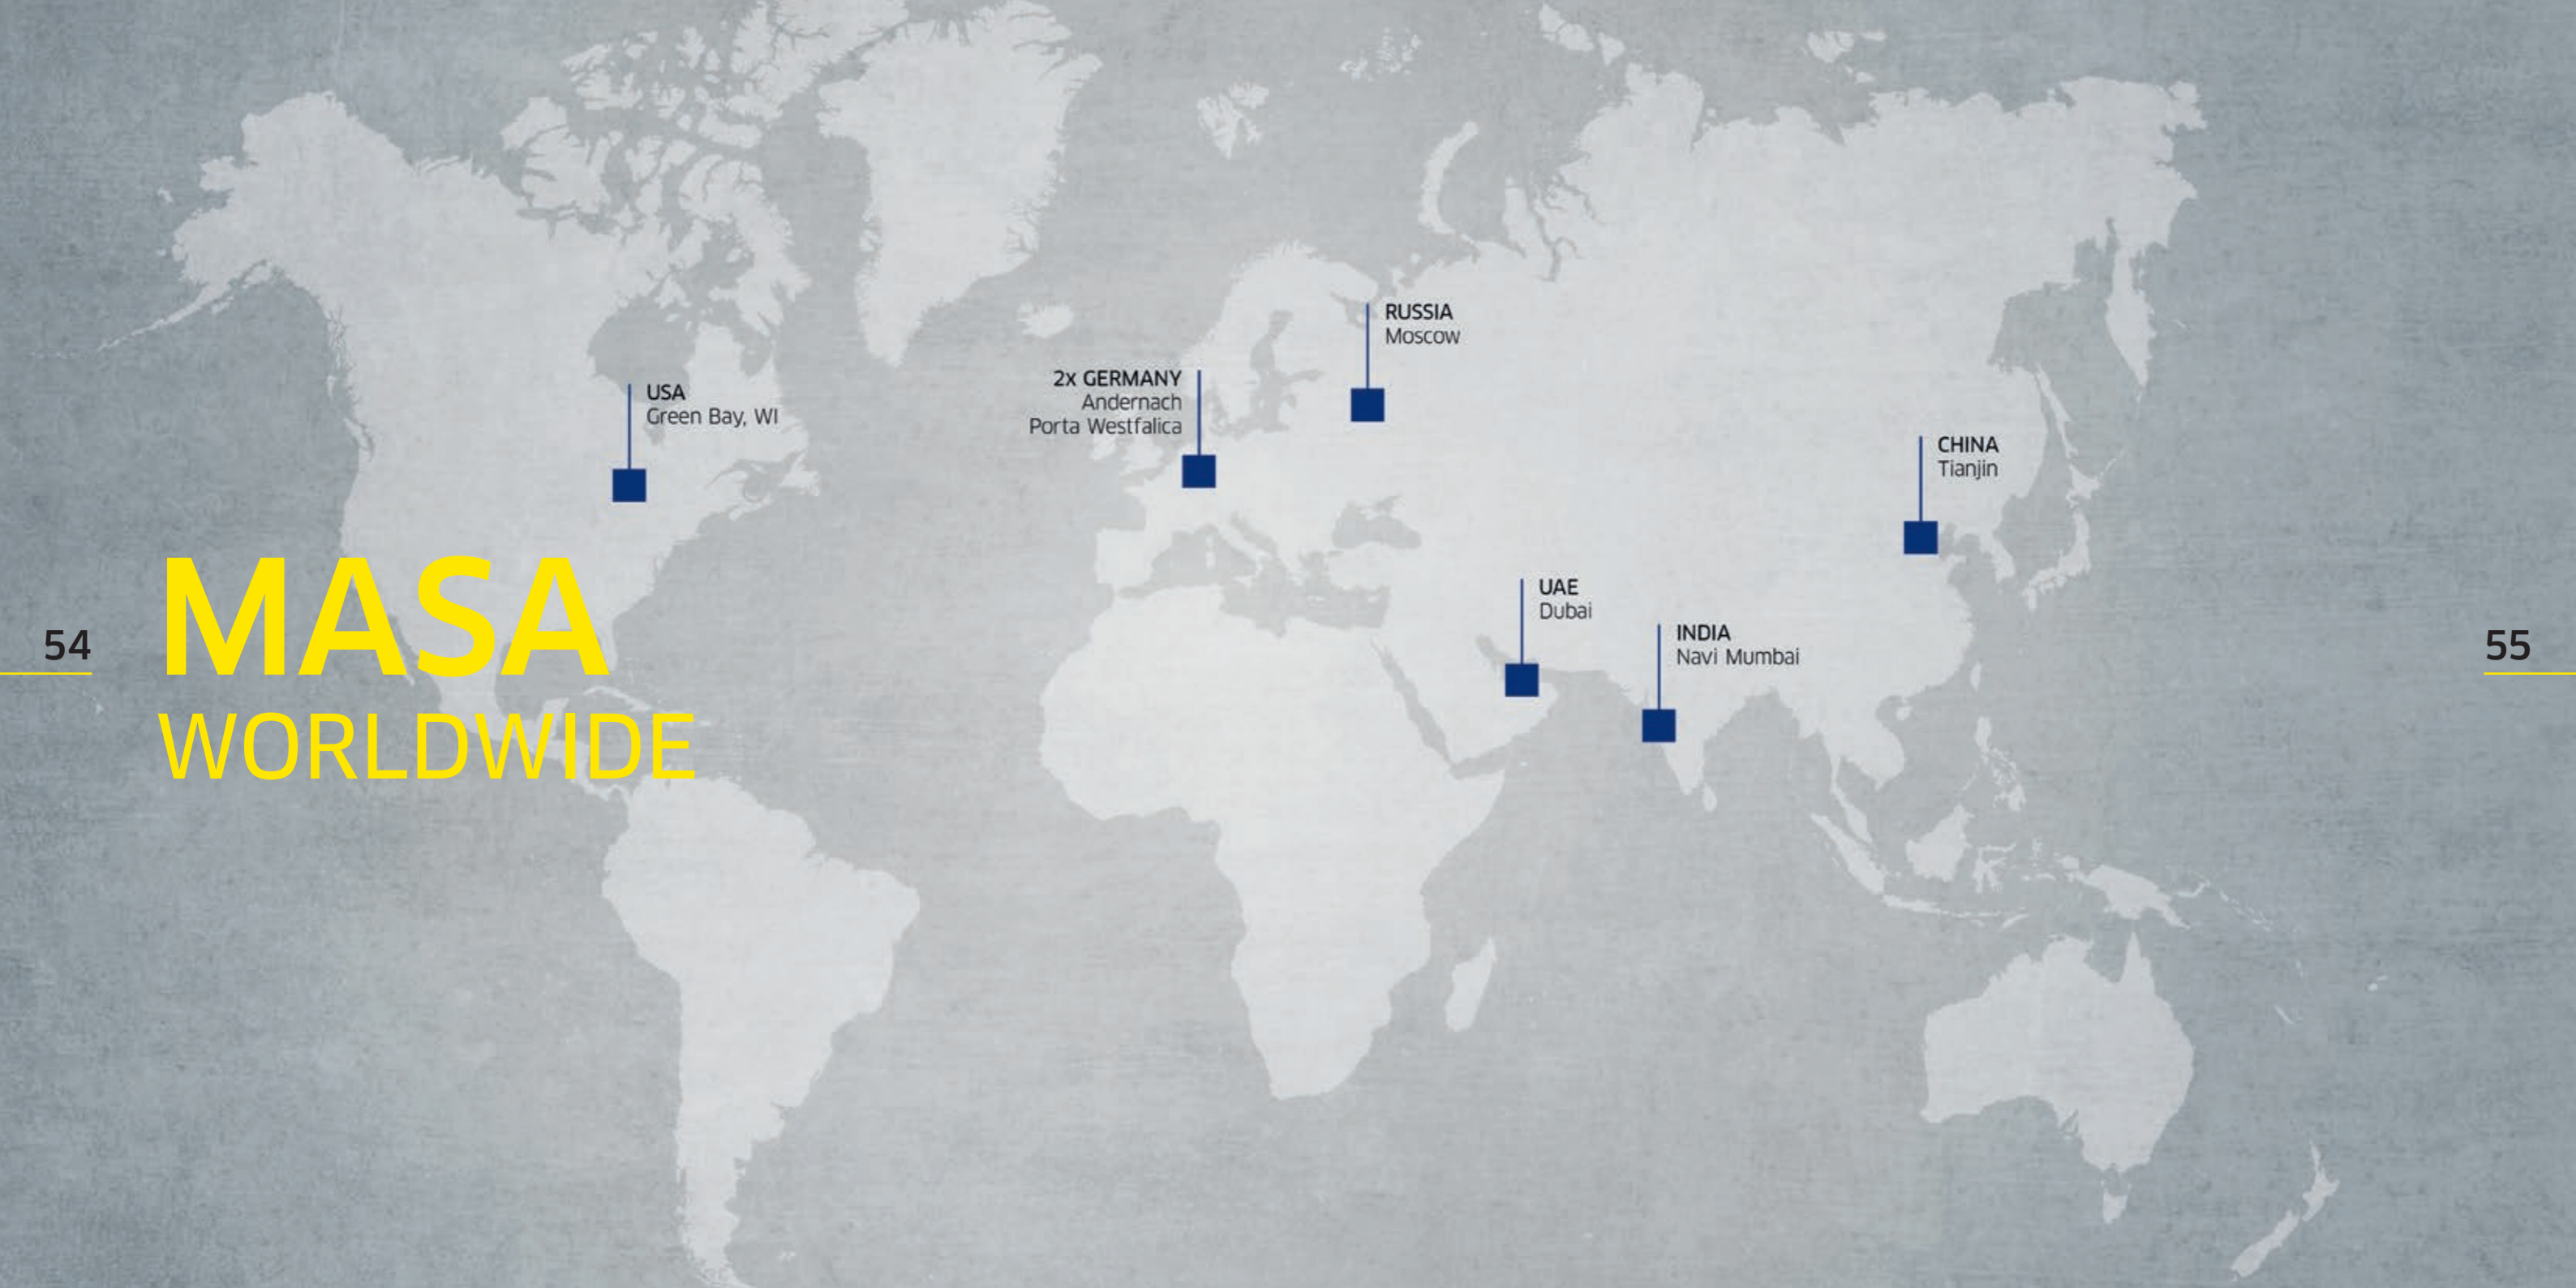 54
MASA
WORLDWIDE
USA
Green Bay, WI
2x GERMANY
Andernach
Porta Westfalica
RUSSIA
Moscow
UAE
Dubai
INDIA
Navi Mumbai
CHINA
Tianjin
55